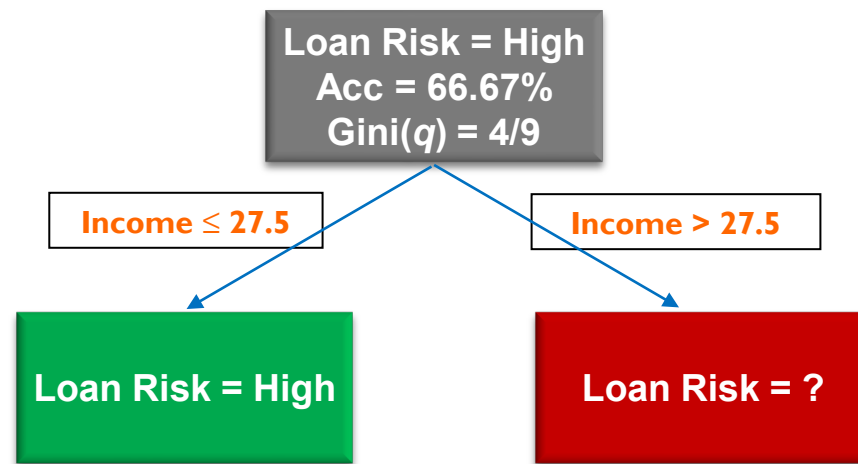 Loan Risk = High
Acc = 66.67%
Gini(q) = 4/9
Income ≤ 27.5
Income > 27.5
Loan Risk = High
Loan Risk = ?